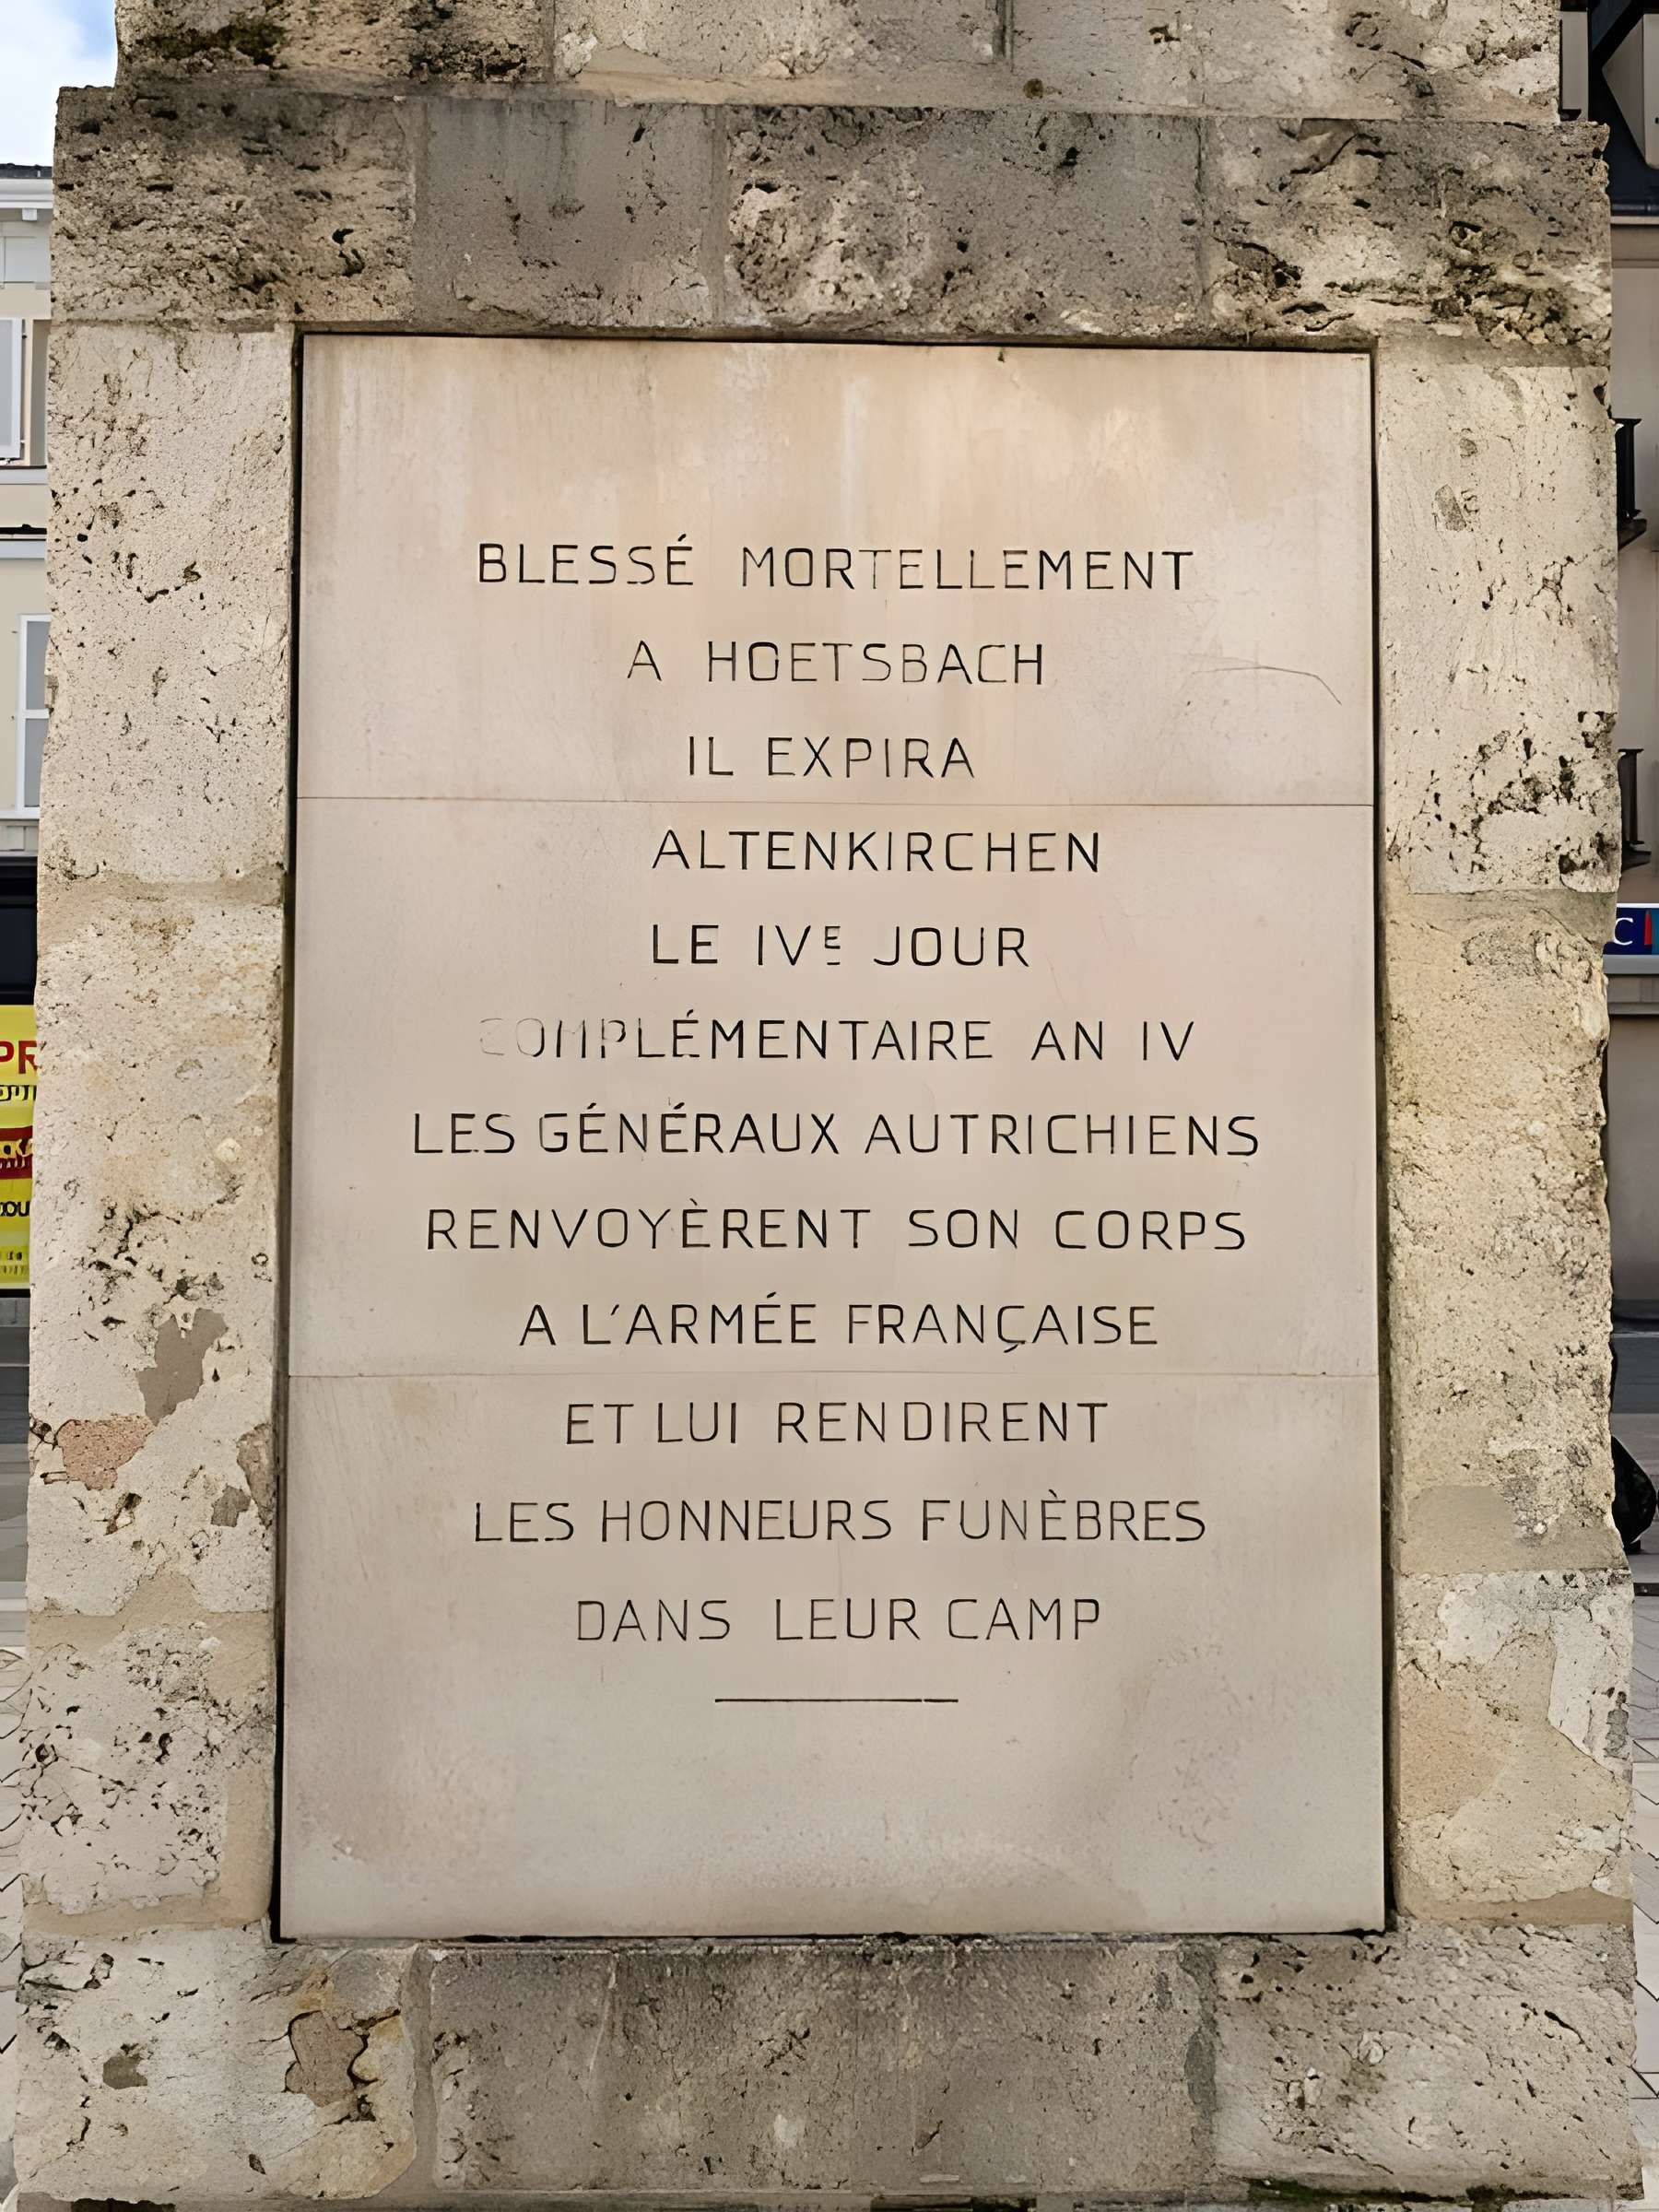 BLESSÉ MORTELLEMENT
A HOETSBACH
IL EXPIRA
ALTENKIRCHEN
LE IVE JOUR
COMPLÉMENTAIRE AN IV
LES GÉNÉRAUX AUTRICHIENS
RENVOYÈRENT SON CORPS
A L'ARMÉE FRANÇAISE
ET LUI RENDIRENT
LES HONNEURS FUNÈBRES
DANS LEUR CAMP